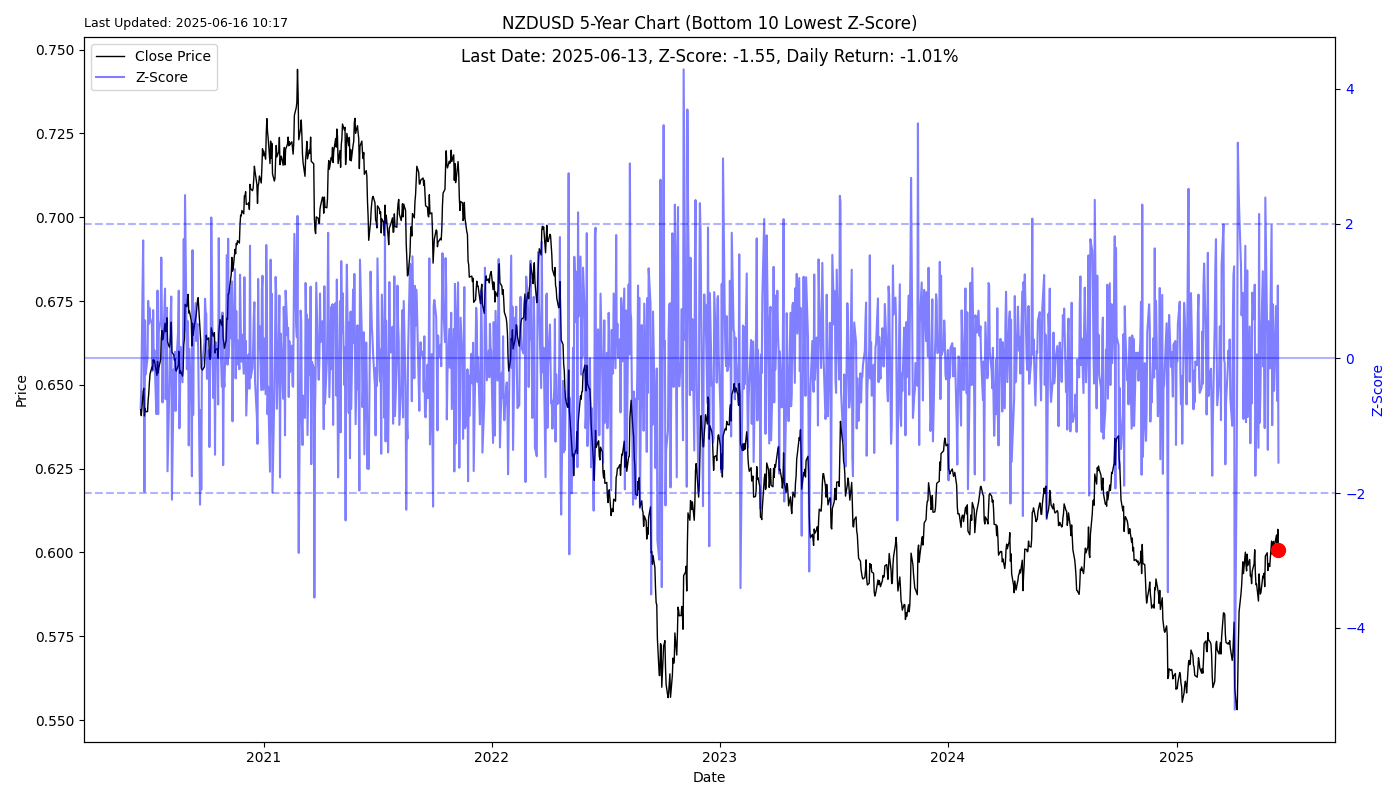 Last Updated: 2025-06-16 10:17
NZDUSD 5-Year Chart (Bottom 10 Lowest Z-Score)
Last Date: 2025-06-13, Z-Score: -1.55, Daily Return: -1.01%
Close Price
Z-Score
0.750
0.725
0.700
0.675
0.650
0.625
0.600
0.575
0.550
Price
4
2
0
−2
−4
Z-Score
2021
2022
2023
2024
2025
Date